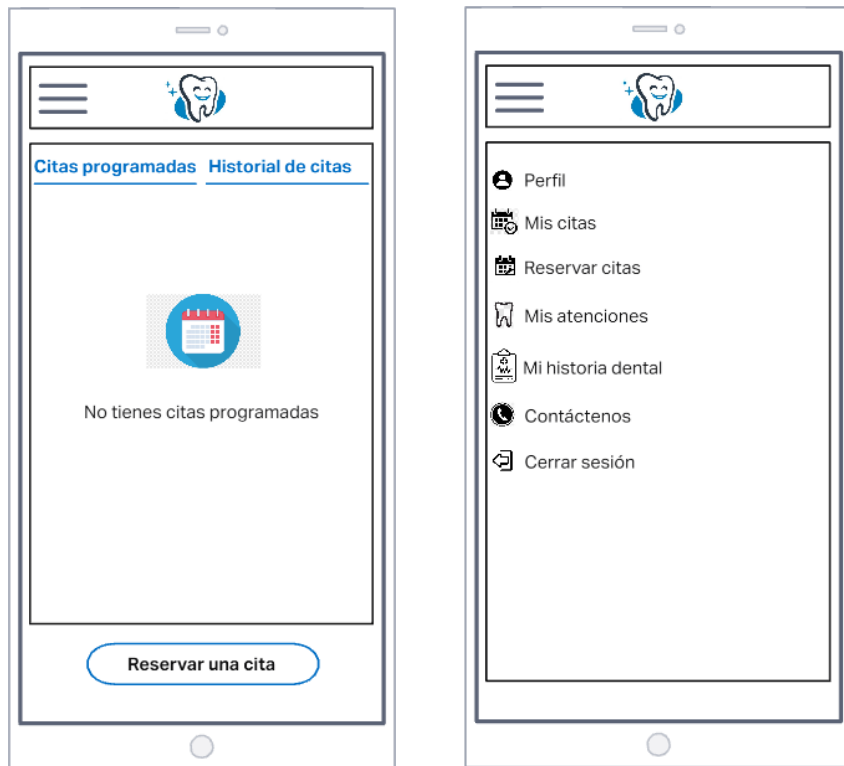 Citas programadas Historial de citas
No tienes citas programadas
Reservar una cita
Perfil
Mis citas
Reservar citas
Mis atenciones
Mi historia dental
Contáctenos
Cerrar sesión